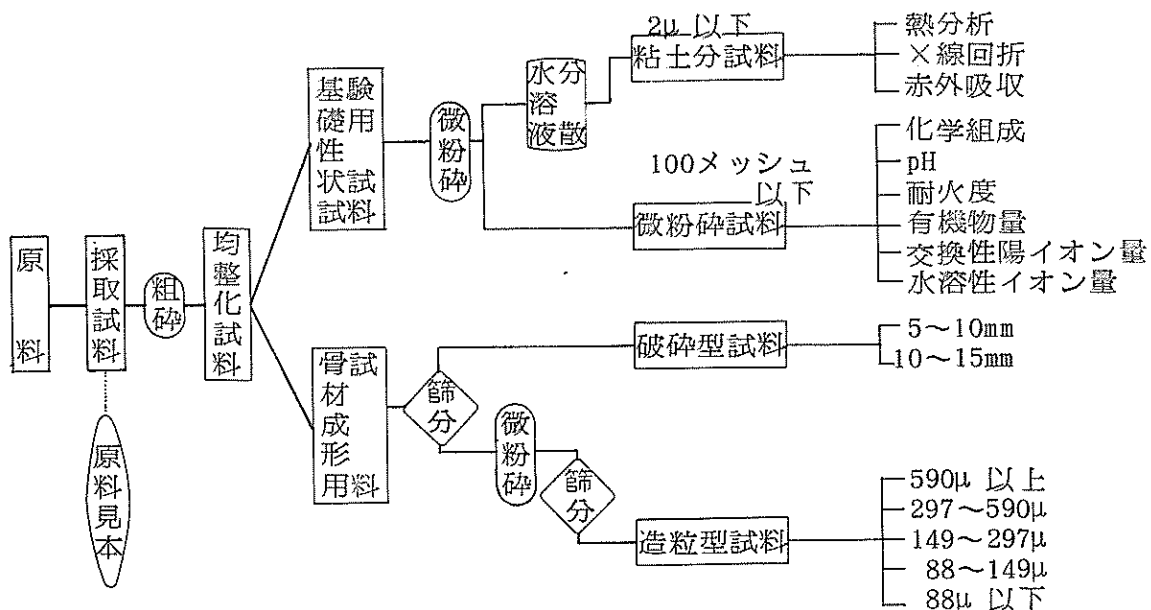 原料
採取試料
原料見本
粗砕
均整化試料
基礎性状試料
験用試料
微粉砕
水溶液
分散
2μ 以下
粘土分試料
熱分析
×線回折
赤外吸収
100メッシュ
以下
微粉砕試料
化学組成
pH
耐火度
有機物量
交換性陽イオン量
水溶性イオン量
骨材成形用
試料
篩分
破砕型試料
5～10mm
10～15mm
微粉砕
篩分
造粒型試料
590μ 以上
297～590μ
149～297μ
88～149μ
88μ 以下